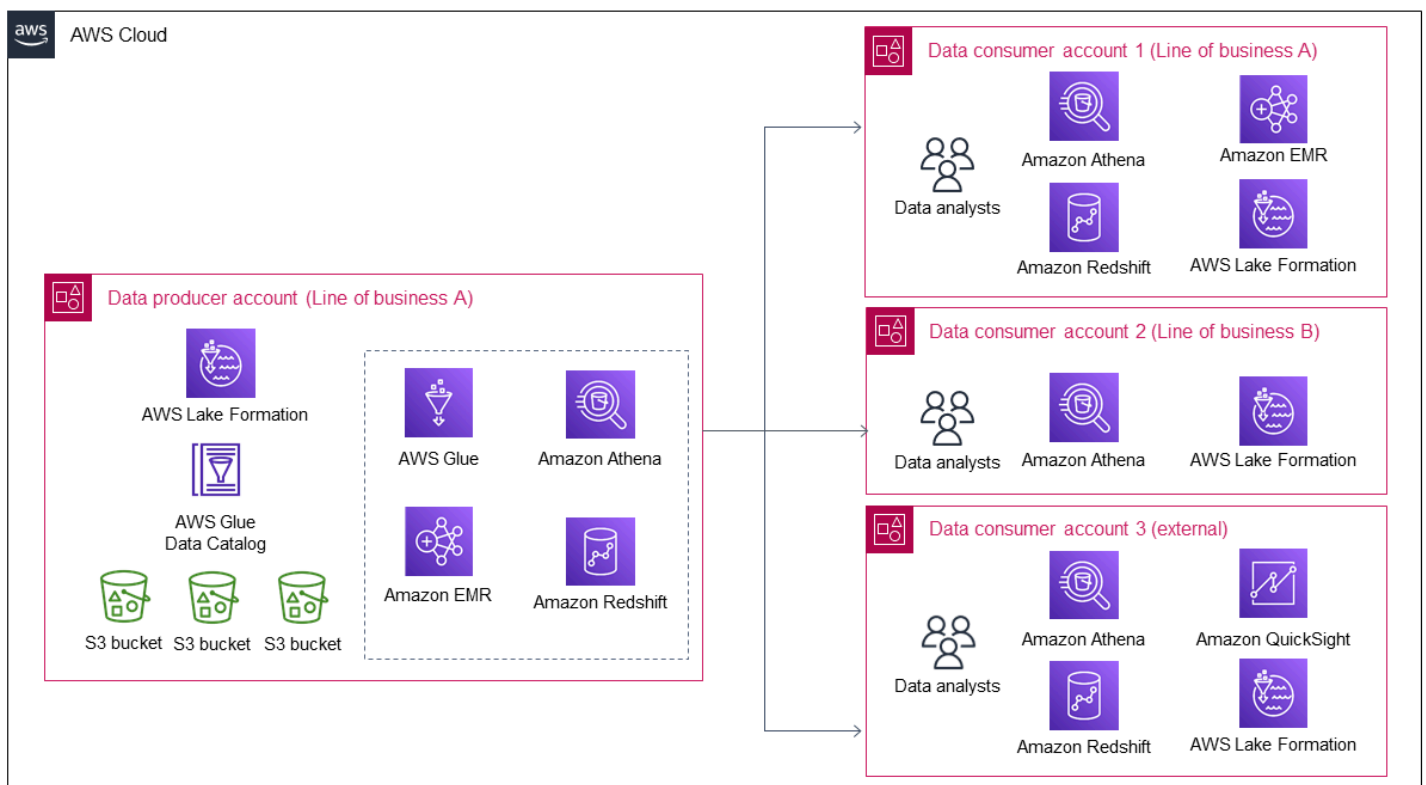 aws
AWS Cloud
Data producer account (Line of business A)
AWS Lake Formation
AWS Glue
Data Catalog
S3 bucket
S3 bucket
S3 bucket
AWS Glue
Amazon Athena
Amazon EMR
Amazon Redshift
Data consumer account 1 (Line of business A)
Data analysts
Amazon Athena
Amazon EMR
Amazon Redshift
AWS Lake Formation
Data consumer account 2 (Line of business B)
Data analysts
Amazon Athena
AWS Lake Formation
Data consumer account 3 (external)
Data analysts
Amazon Athena
Amazon QuickSight
Amazon Redshift
AWS Lake Formation